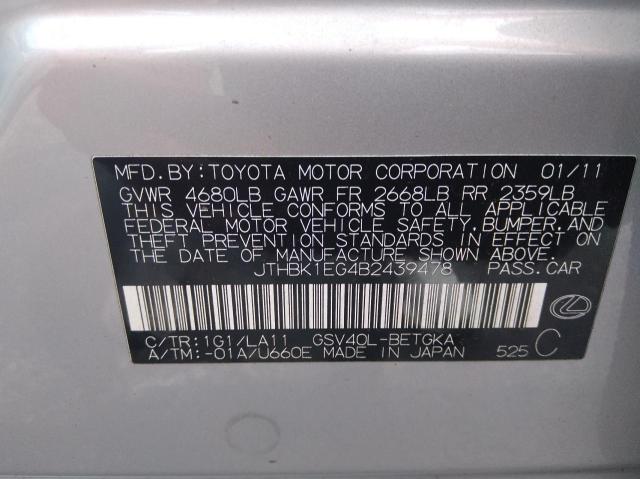 MFD.BY:TOYOTA MOTOR CORPORATION 01/11
GVWR 4680LB GAWR FR 2668LB RR 2359LB
THIS VEHICLE CONFORMS TO ALL APPLICABLE
FEDERAL MOTOR VEHICLE SAFETY,BUMPER,AND
THEFT PREVENTION STANDARDS IN EFFECT ON
THE DATE OF MANUFACTURE SHOWN ABOVE.
JTHBK1EG4B2439478 PASS.CAR
C/TR:1G1/LA11 GSV40L-BETGKA
A/TM:-01A/U660E MADE IN JAPAN 525 C